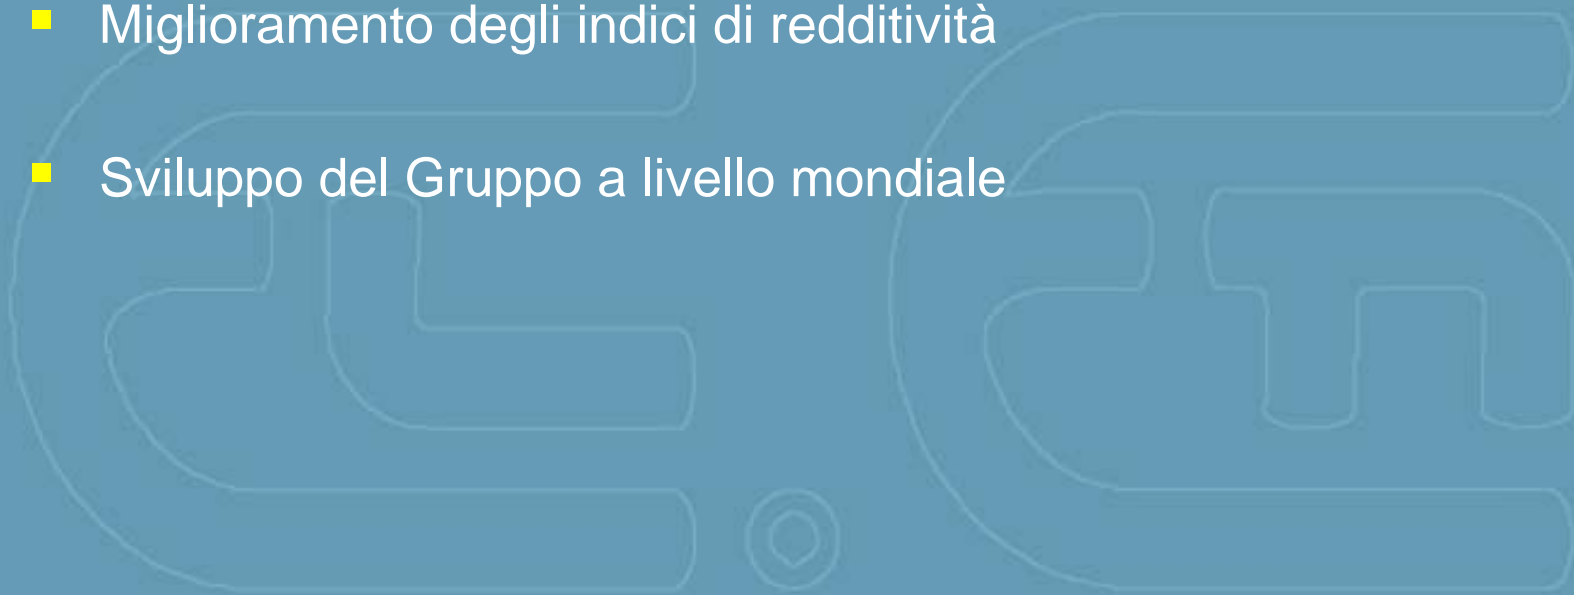 Miglioramento degli indici di redditività
Sviluppo del Gruppo a livello mondiale